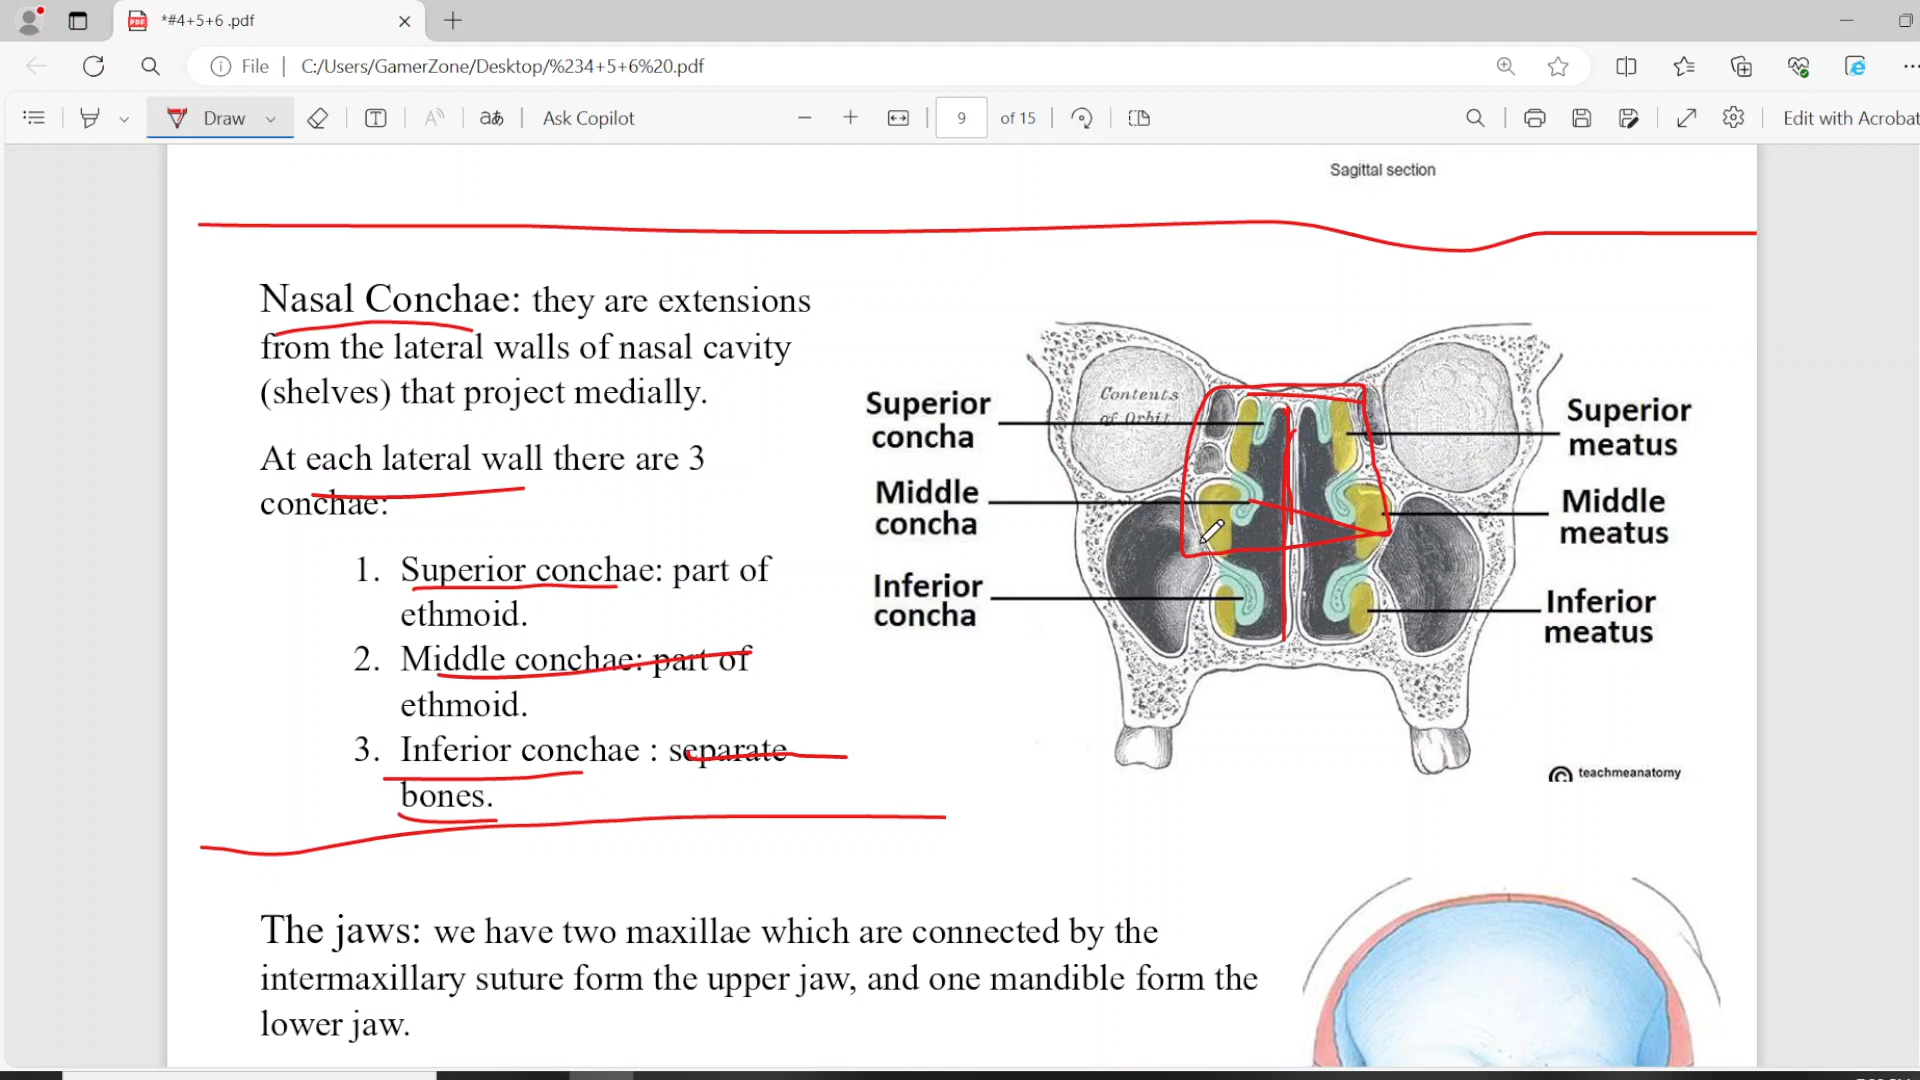 *#4+5+6 .pdf
File
C:/Users/GamerZone/Desktop/%234+5+6%20.pdf
Draw
Ask Copilot
9
of 15
Edit with Acrobat
Sagittal section
Nasal Conchae: they are extensions
from the lateral walls of nasal cavity
(shelves) that project medially.
At each lateral wall there are 3
conchae:
1. Superior conchae: part of
ethmoid.
2. Middle conchae: part of
ethmoid.
3. Inferior conchae : separate
bones.
Contents
of Orbit
Superior
concha
Middle
concha
Inferior
concha
Superior
meatus
Middle
meatus
Inferior
meatus
© teachmeanatomy
The jaws: we have two maxillae which are connected by the
intermaxillary suture form the upper jaw, and one mandible form the
lower jaw.